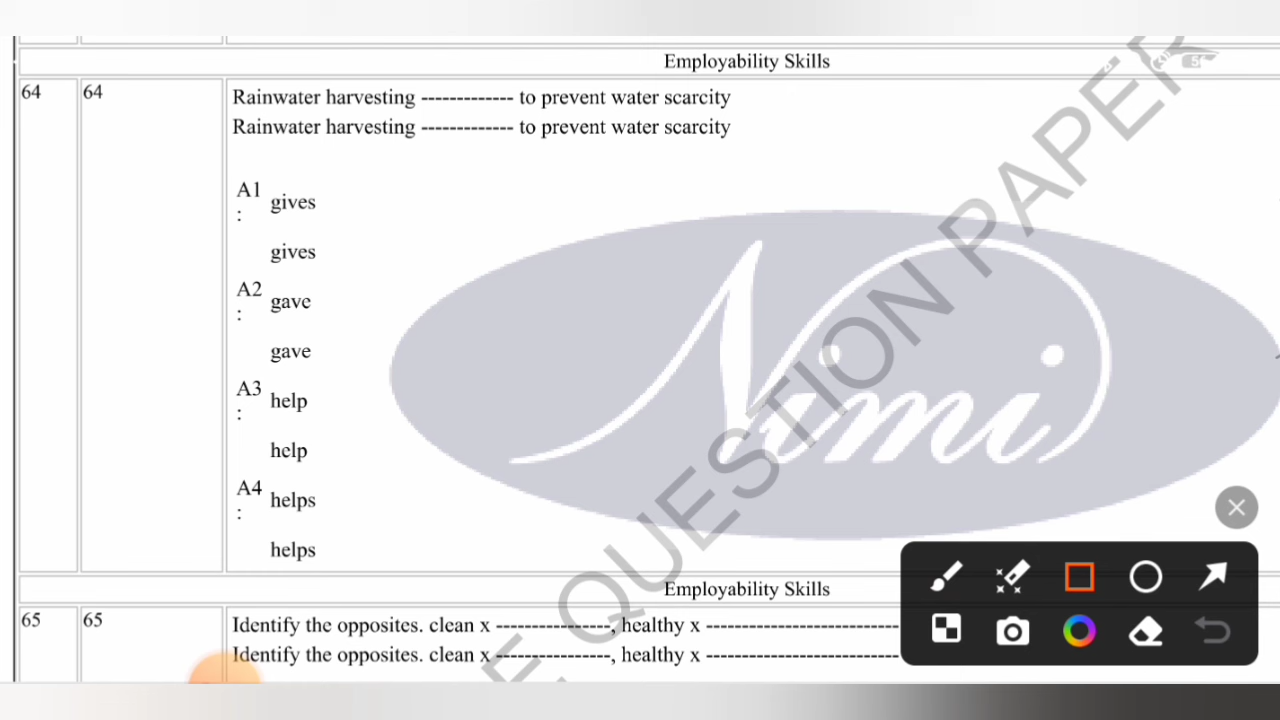 Employability Skills
64 64 Rainwater harvesting ------------- to prevent water scarcity
Rainwater harvesting ------------- to prevent water scarcity
A1 : gives
gives
A2 : gave
gave
A3 : help
help
A4 : helps
helps
Employability Skills
65 65 Identify the opposites. clean x ----------------, healthy x ---------------------------
Identify the opposites. clean x ----------------, healthy x ---------------------------
Nimi
E QUESTION PAPER